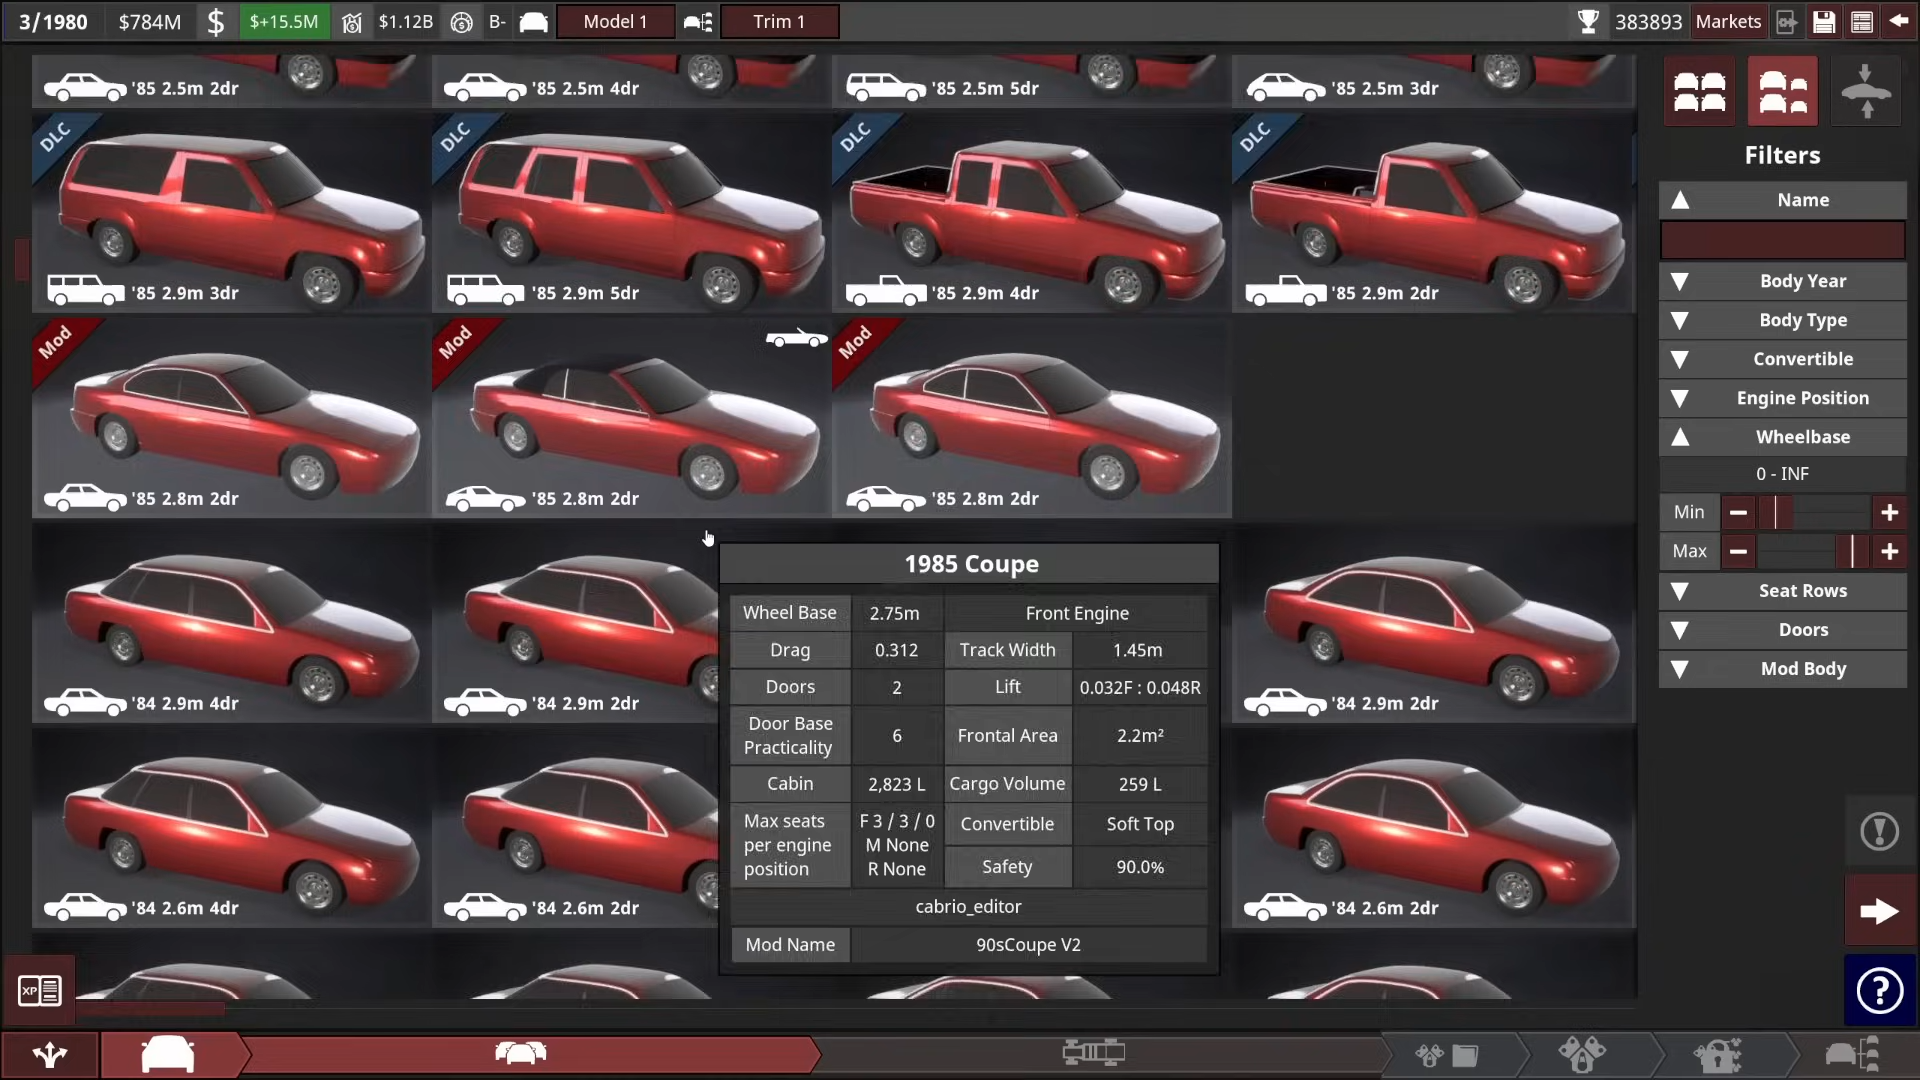 3/1980 $784M $+15.5M $1.12B B- Model 1 Trim 1 383893 Markets
'85 2.5m 2dr '85 2.5m 4dr '85 2.5m 5dr '85 2.5m 3dr
DLC DLC DLC DLC
'85 2.9m 3dr '85 2.9m 5dr '85 2.9m 4dr '85 2.9m 2dr
Mod Mod Mod
'85 2.8m 2dr '85 2.8m 2dr '85 2.8m 2dr
'84 2.9m 4dr '84 2.9m 2dr '84 2.9m 2dr
'84 2.6m 4dr '84 2.6m 2dr '84 2.6m 2dr
1985 Coupe
Wheel Base 2.75m Front Engine
Drag 0.312 Track Width 1.45m
Doors 2 Lift 0.032F : 0.048R
Door Base
Practicality 6 Frontal Area 2.2m²
Cabin 2,823 L Cargo Volume 259 L
Max seats
per engine
position
F 3 / 3 / 0
M None
R None
Convertible Soft Top
Safety 90.0%
cabrio_editor
Mod Name 90sCoupe V2
Filters
Name
Body Year
Body Type
Convertible
Engine Position
Wheelbase
0 - INF
Min
Max
Seat Rows
Doors
Mod Body
XP
?